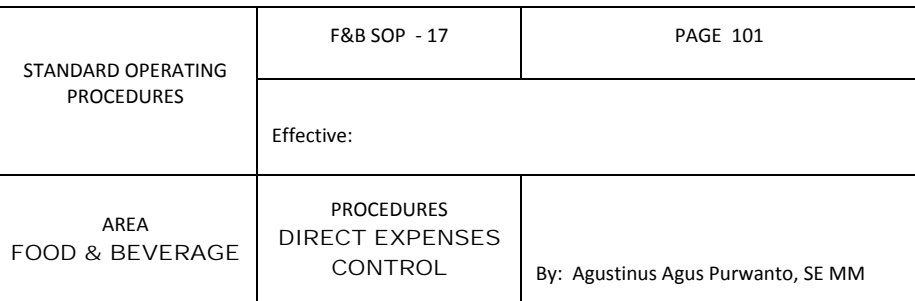 STANDARD OPERATING
PROCEDURES
F&B SOP - 17
PAGE 101
Effective:
AREA
FOOD & BEVERAGE
PROCEDURES
DIRECT EXPENSES
CONTROL
By: Agustinus Agus Purwanto, SE MM